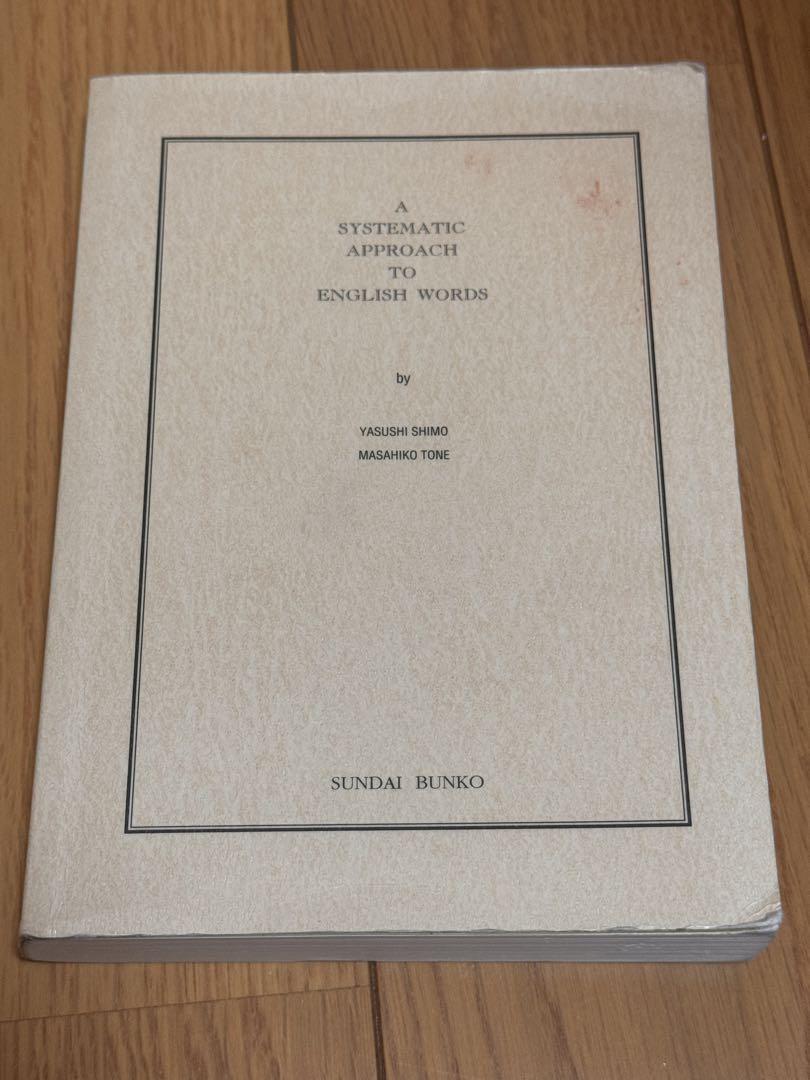 A
SYSTEMATIC
APPROACH
TO
ENGLISH WORDS
by
YASUSHI SHIMO
MASAHIKO TONE
SUNDAI BUNKO